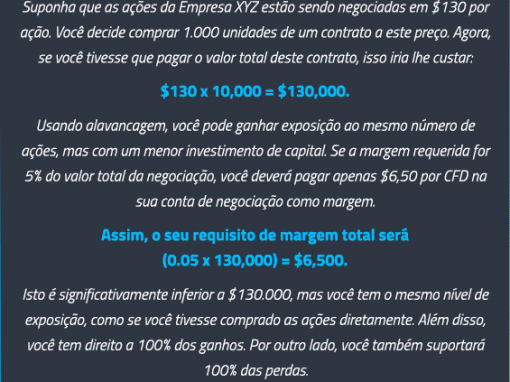 Suponha que as ações da Empresa XYZ estão sendo negociadas em $130 por
ação. Você decide comprar 1.000 unidades de um contrato a este preço. Agora,
se você tivesse que pagar o valor total deste contrato, isso iria lhe custar:
$130 x 10,000 = $130,000.
Usando alavancagem, você pode ganhar exposição ao mesmo número de
ações, mas com um menor investimento de capital. Se a margem requerida for
5% do valor total da negociação, você deverá pagar apenas $6,50 por CFD na
sua conta de negociação como margem.
Assim, o seu requisito de margem total será
(0.05 x 130,000) = $6,500.
Isto é significativamente inferior a $130.000, mas você tem o mesmo nível de
exposição, como se você tivesse comprado as ações diretamente. Além disso,
você tem direito a 100% dos ganhos. Por outro lado, você também suportará
100% das perdas.